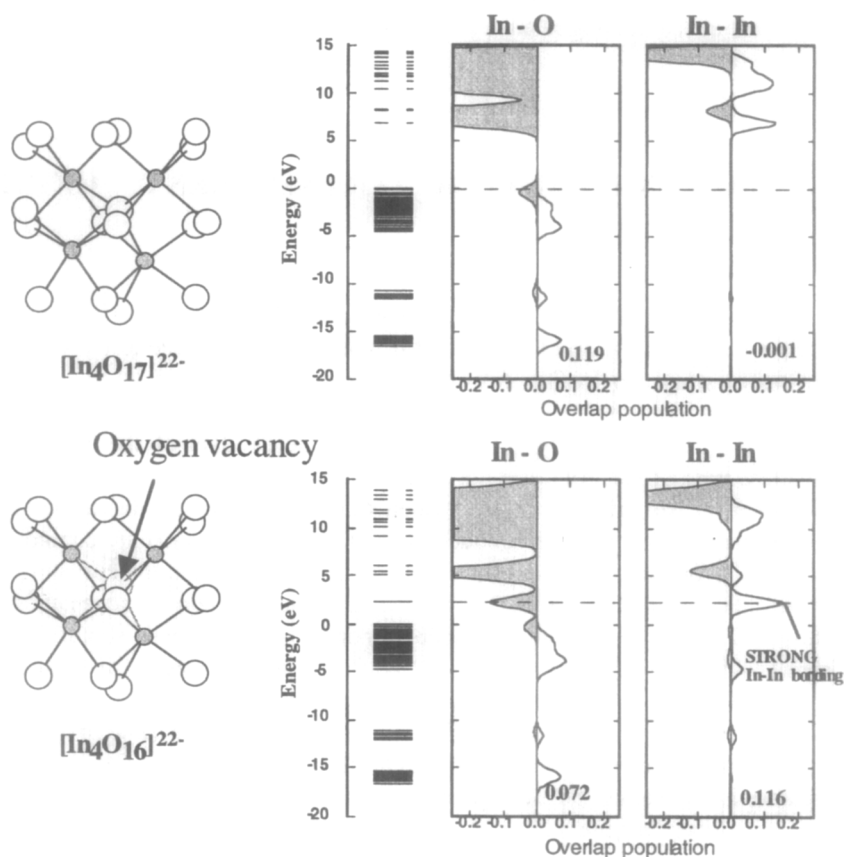 In - O
In - In
15
10
5
0
-5
-10
-15
-20
Energy (eV)
0.119
-0.001
-0.2 -0.1 0.0 0.1 0.2
-0.2 -0.1 0.0 0.1 0.2
Overlap population
[In4O17]22-
Oxygen vacancy
In - O
In - In
15
10
5
0
-5
-10
-15
-20
Energy (eV)
STRONG
In-In bonding
0.072
0.116
-0.2 -0.1 0.0 0.1 0.2
-0.2 -0.1 0.0 0.1 0.2
Overlap population
[In4O16]22-